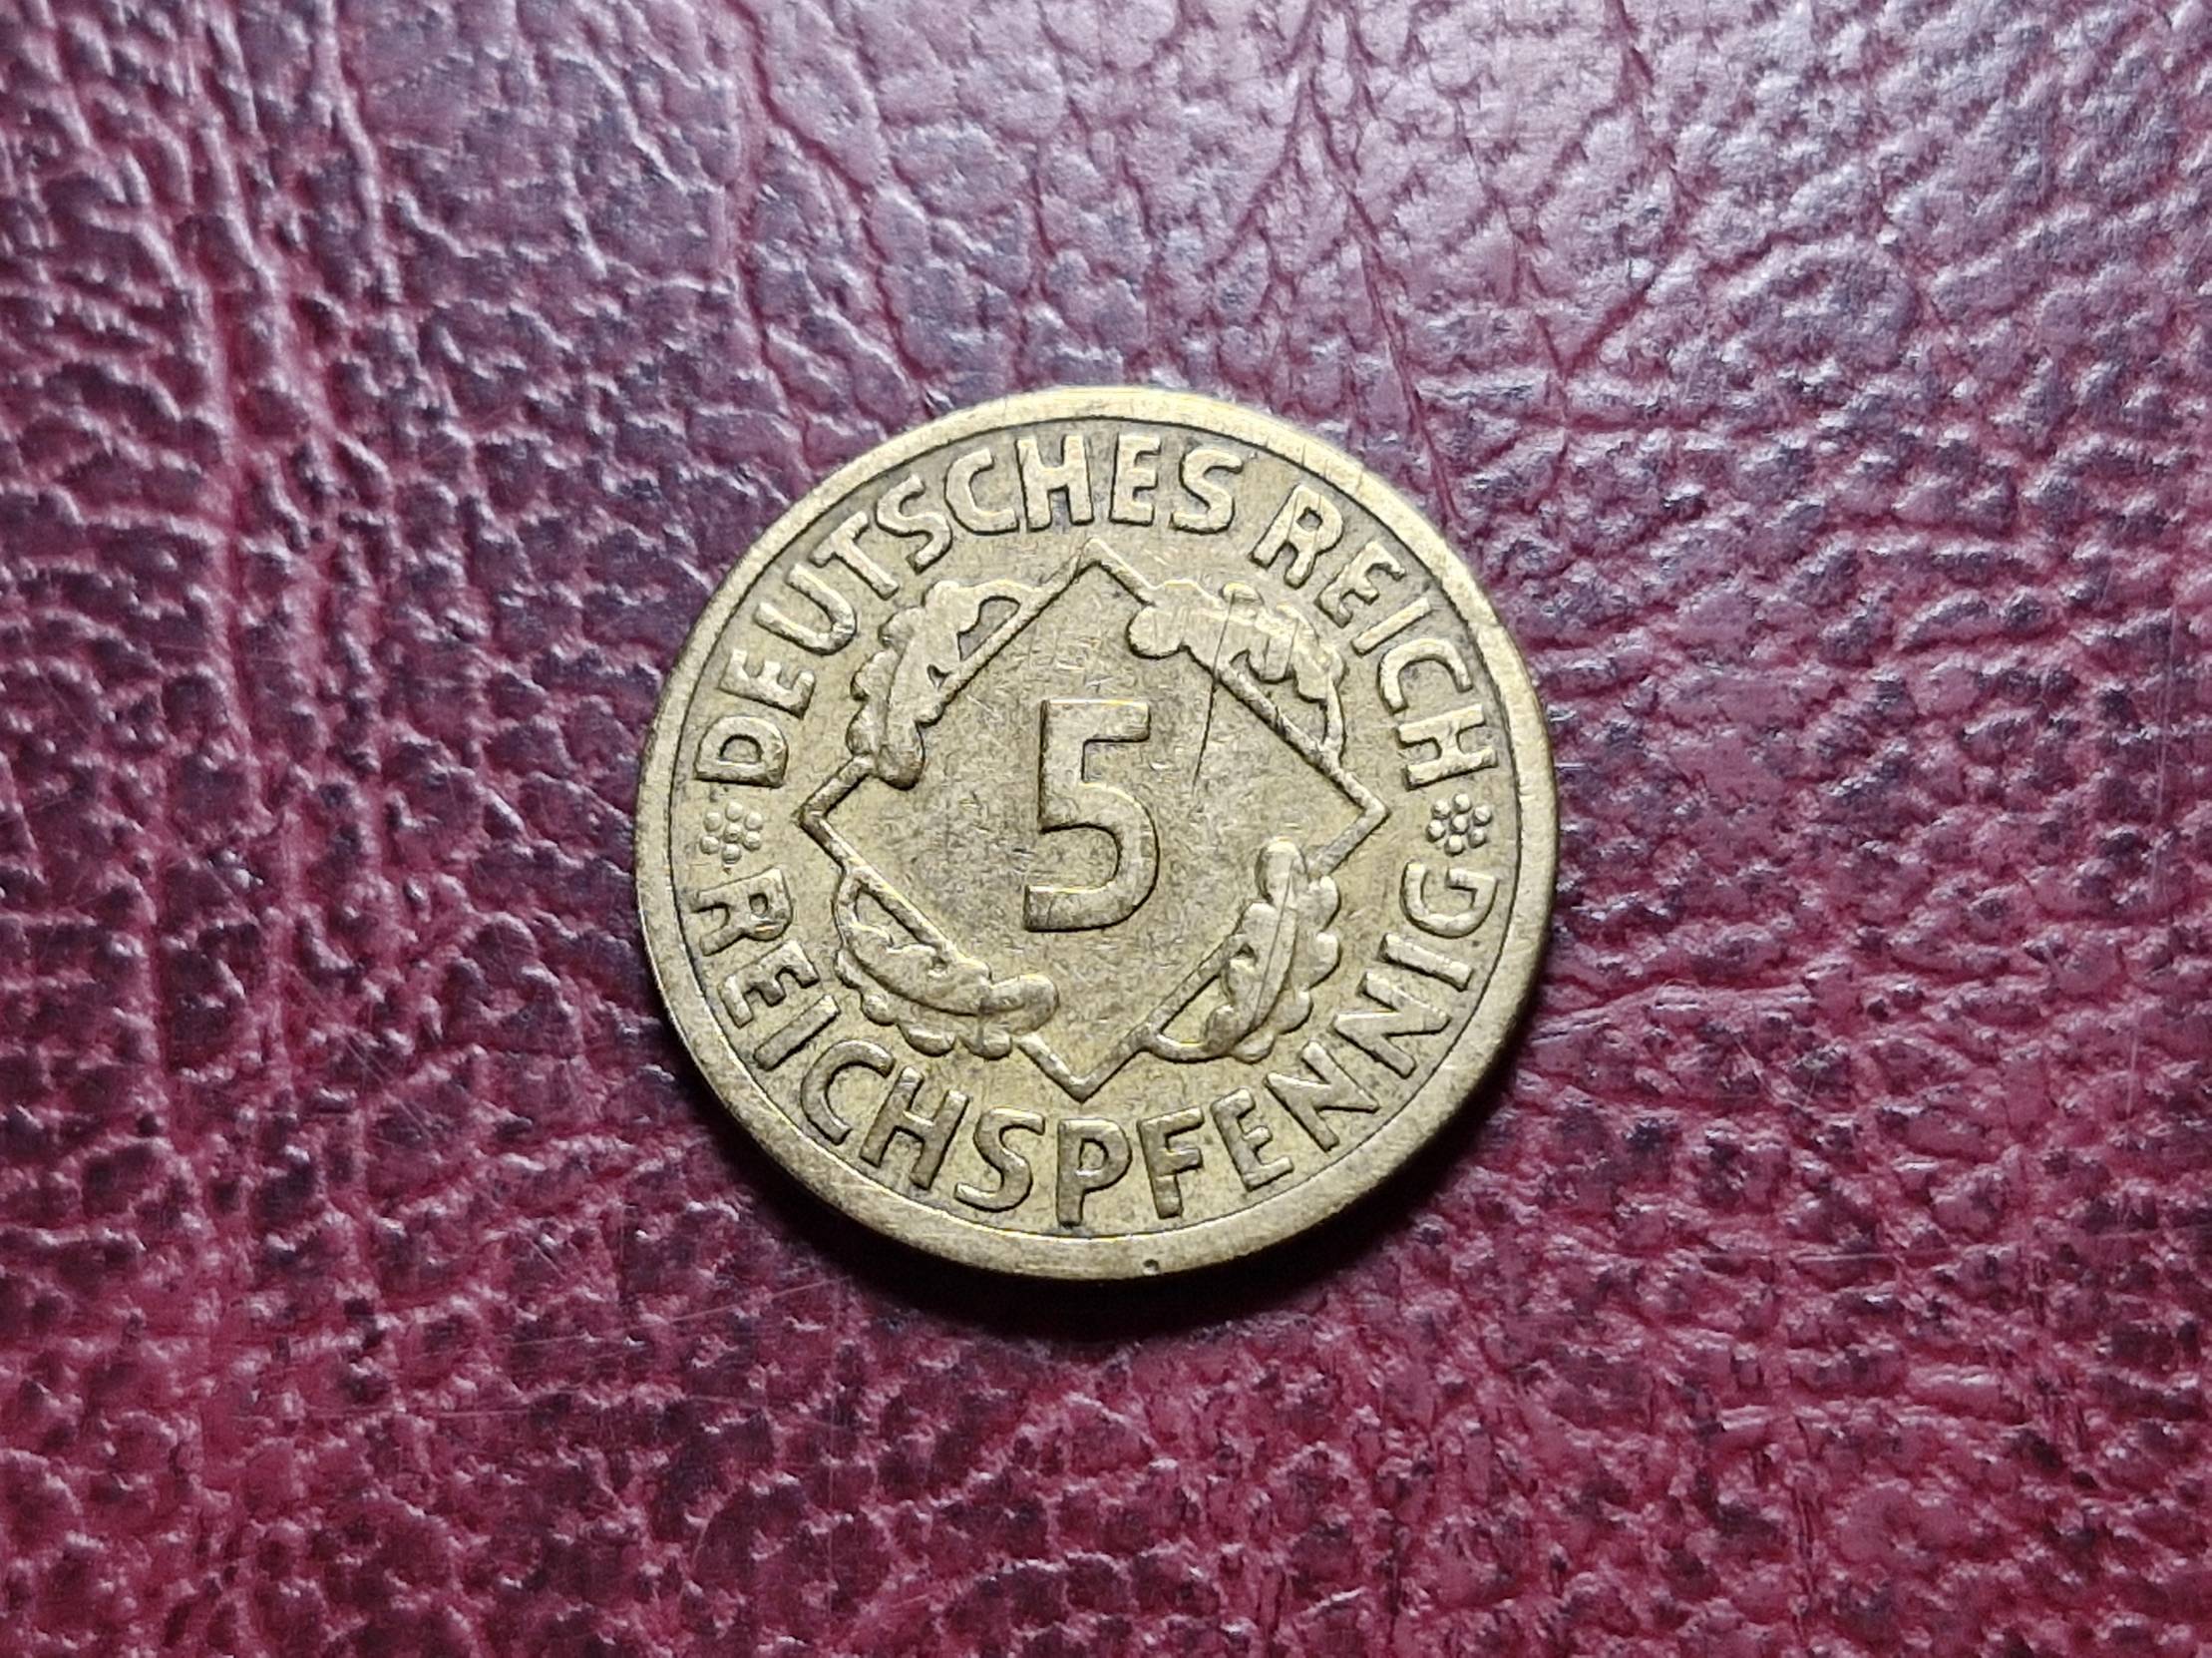 DEUTSCHES REICH
5
REICHSPFENNIG